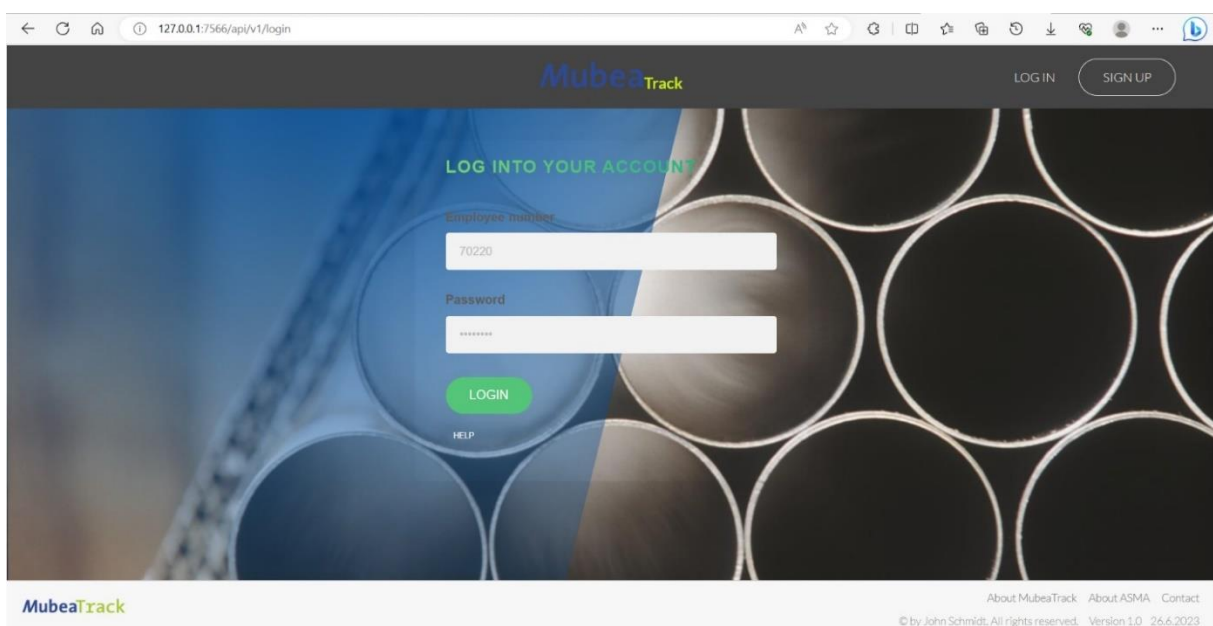 127.0.0.1:7566/api/v1/login
MubeaTrack
LOG IN
SIGN UP
LOG INTO YOUR ACCOUNT
Employee number
70220
Password
********
LOGIN
HELP
MubeaTrack
About MubeaTrack About ASMA Contact
© by John Schmidt. All rights reserved. Version 1.0 26.6.2023